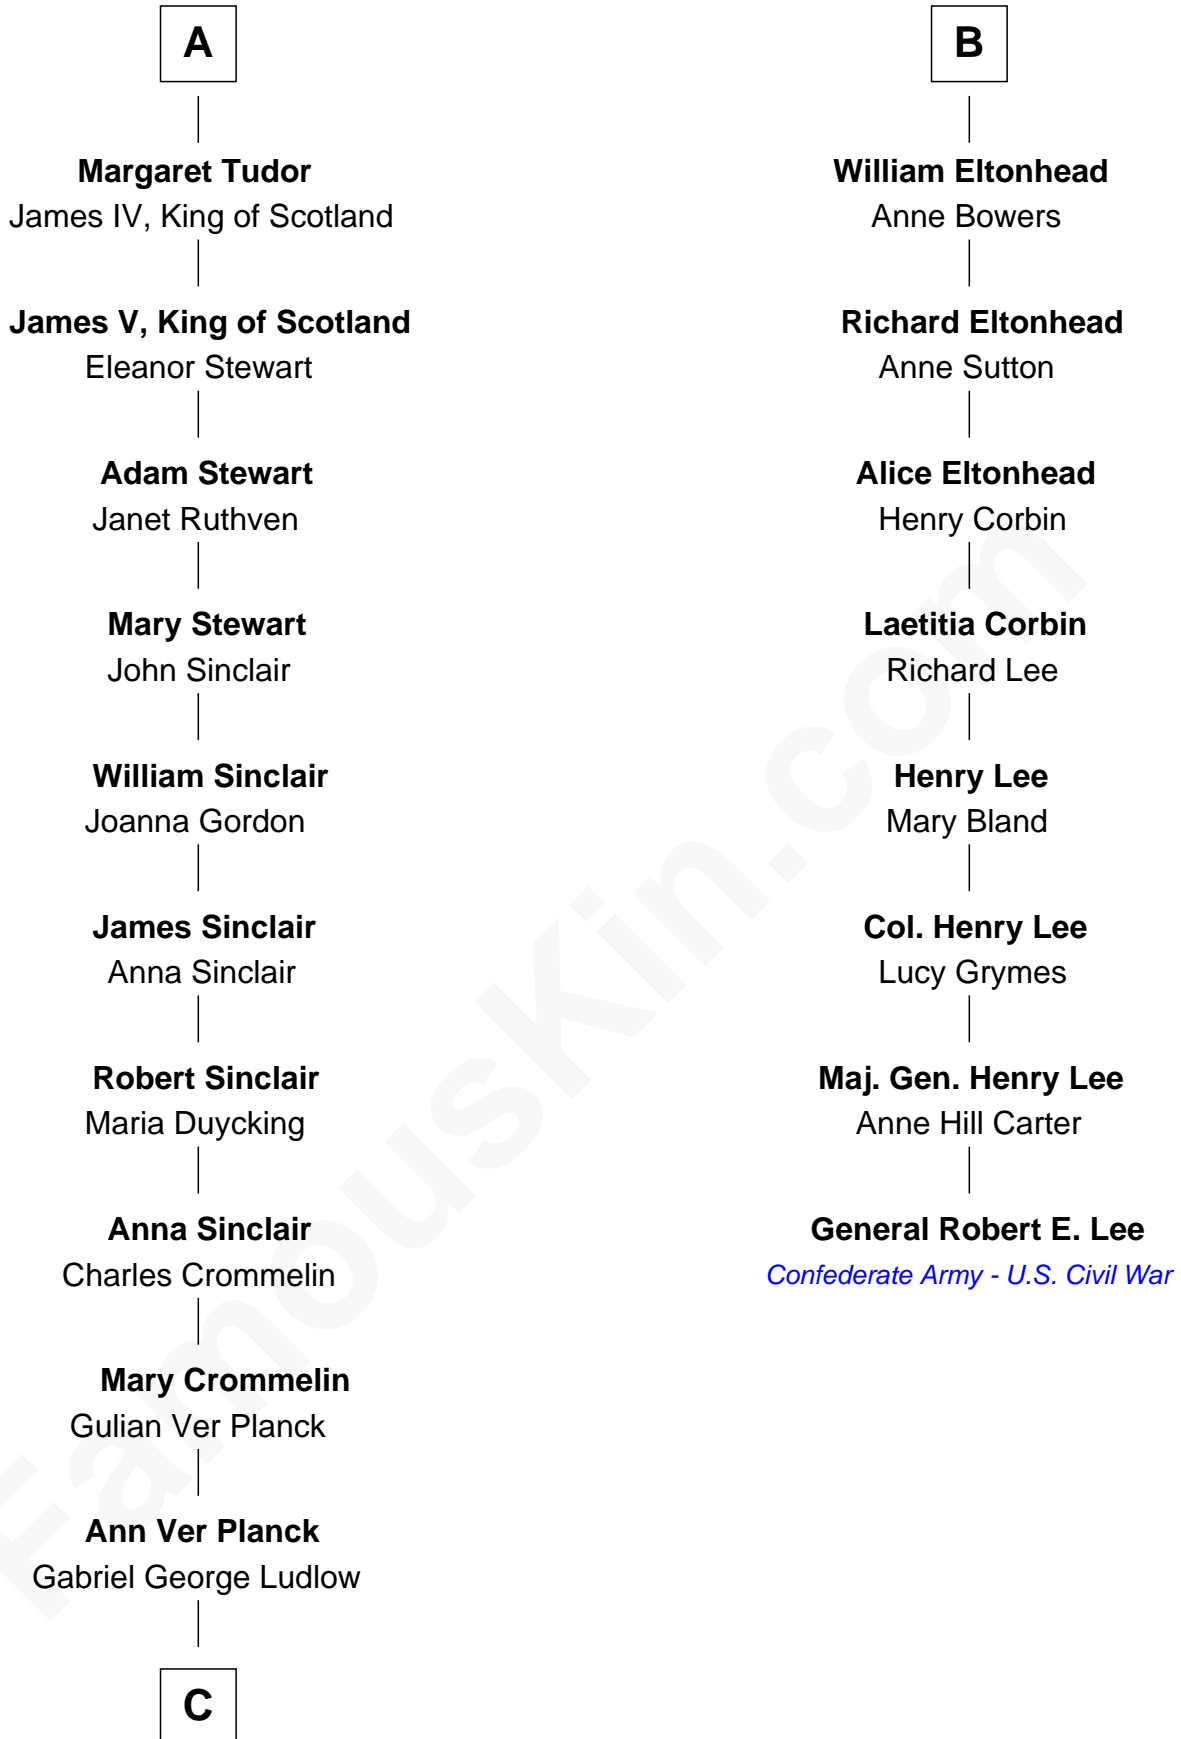 A
Margaret Tudor
James IV, King of Scotland
James V, King of Scotland
Eleanor Stewart
Adam Stewart
Janet Ruthven
Mary Stewart
John Sinclair
William Sinclair
Joanna Gordon
James Sinclair
Anna Sinclair
Robert Sinclair
Maria Duycking
Anna Sinclair
Charles Crommelin
Mary Crommelin
Gulian Ver Planck
Ann Ver Planck
Gabriel George Ludlow
C
B
William Eltonhead
Anne Bowers
Richard Eltonhead
Anne Sutton
Alice Eltonhead
Henry Corbin
Laetitia Corbin
Richard Lee
Henry Lee
Mary Bland
Col. Henry Lee
Lucy Grymes
Maj. Gen. Henry Lee
Anne Hill Carter
General Robert E. Lee
Confederate Army - U.S. Civil War
FamousKin.com